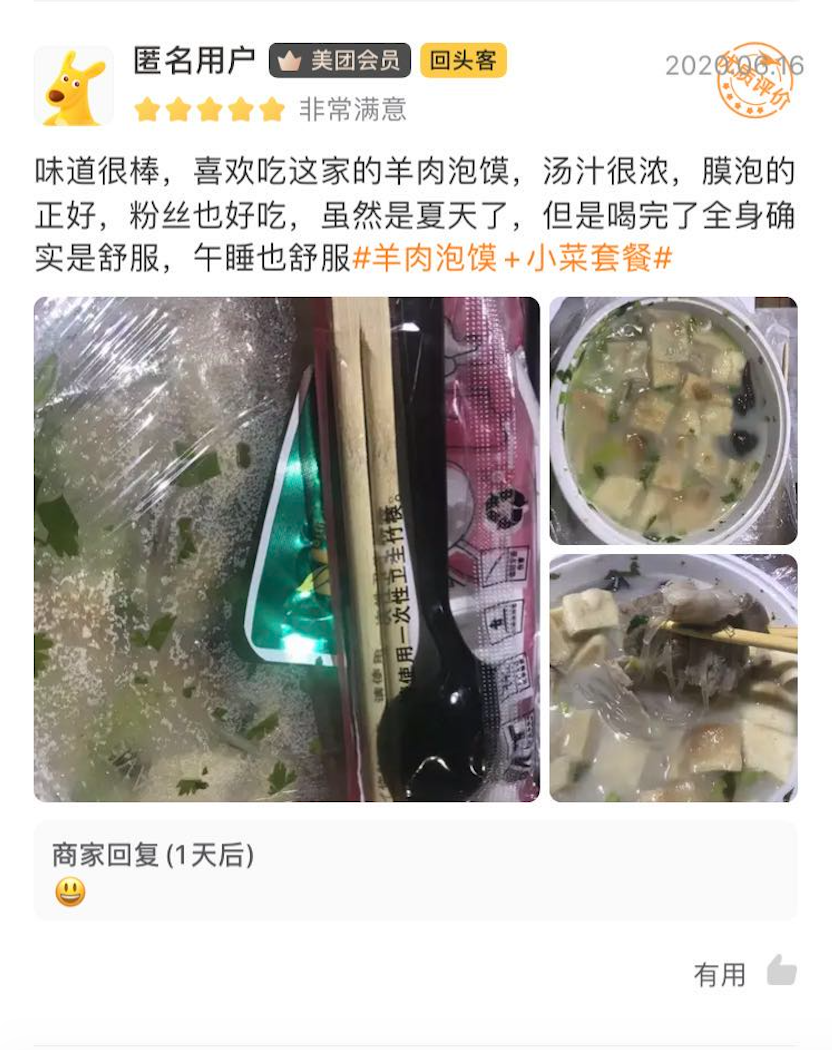 匿名用户 美团会员 回头客 2020.06.16
优质评价
非常满意
味道很棒，喜欢吃这家的羊肉泡馍，汤汁很浓，膜泡的
正好，粉丝也好吃，虽然是夏天了，但是喝完了全身确
实是舒服，午睡也舒服#羊肉泡馍+小菜套餐#
使用一次性卫生竹筷。
商家回复 (1天后)
😃
有用